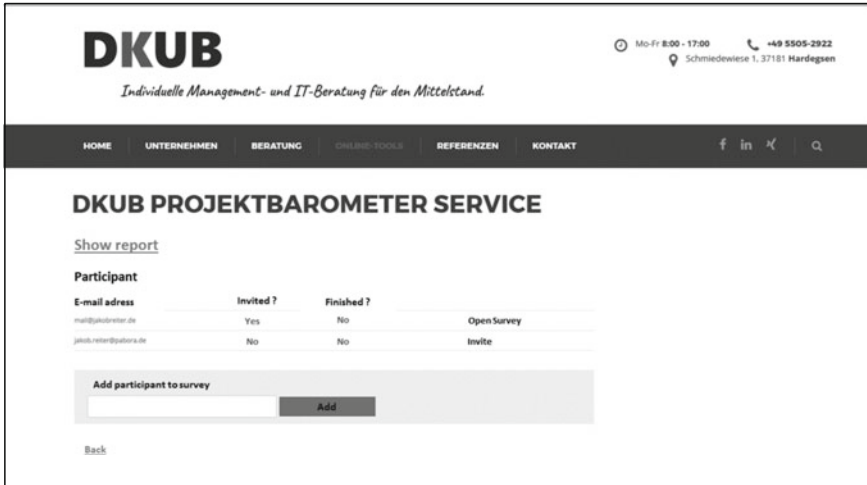 DKUB
Individuelle Management- und IT-Beratung für den Mittelstand.
Mo-Fr 8:00 - 17:00 +49 5505-2922
Schmiedewiese 1, 37181 Hardegsen
HOME UNTERNEHMEN BERATUNG ONLINE-TOOLS REFERENZEN KONTAKT
DKUB PROJEKTBAROMETER SERVICE
Show report
Participant
E-mail adress Invited ? Finished ?
mail@jakobreiter.de Yes No Open Survey
jakob.reiter@pabora.de No No Invite
Add participant to survey
Add
Back